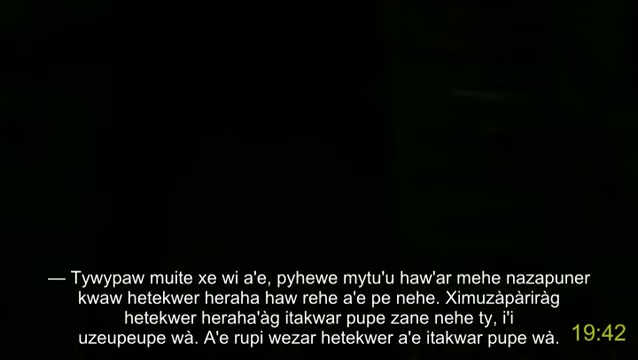 — Tywypaw muite xe wi a'e, pyhewe mytu'u haw'ar mehe nazapuner
kwaw hetekwer heraha haw rehe a'e pe nehe. Ximuzàpàriràg
hetekwer heraha'àg itakwar pupe zane nehe ty, i'i
uzeupeupe wà. A'e rupi wezar hetekwer a'e itakwar pupe wà.
19:42